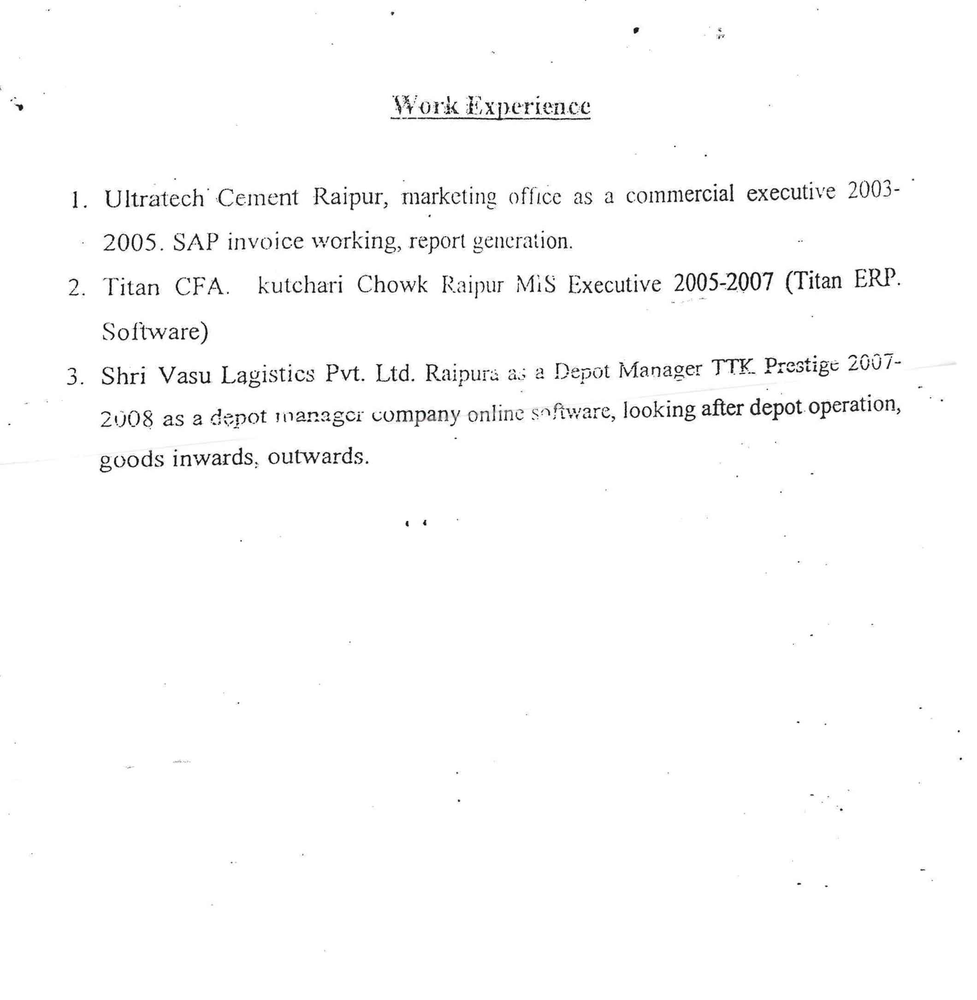 Work Experience
1. Ultratech Cement Raipur, marketing office as a commercial executive 2003-
2005. SAP invoice working, report generation.
2. Titan CFA. kutchari Chowk Raipur MIS Executive 2005-2007 (Titan ERP.
Software)
3. Shri Vasu Lagistics Pvt. Ltd. Raipura as a Depot Manager TTK Prestige 2007-
2008 as a depot manager company online software, looking after depot operation,
goods inwards, outwards.